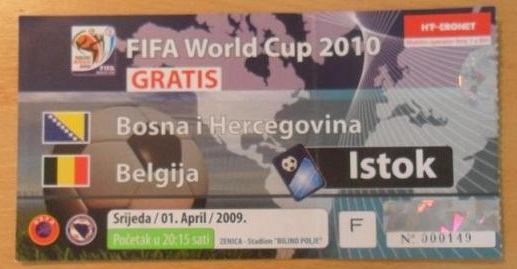 HT-ERONET
FIFA World Cup 2010
GRATIS
Bosna i Hercegovina
Belgija
Istok
Srijeda / 01. April / 2009.
Početak u 20:15 sati
ZENICA - Stadion "BILINO POLJE"
F
Nº 000149